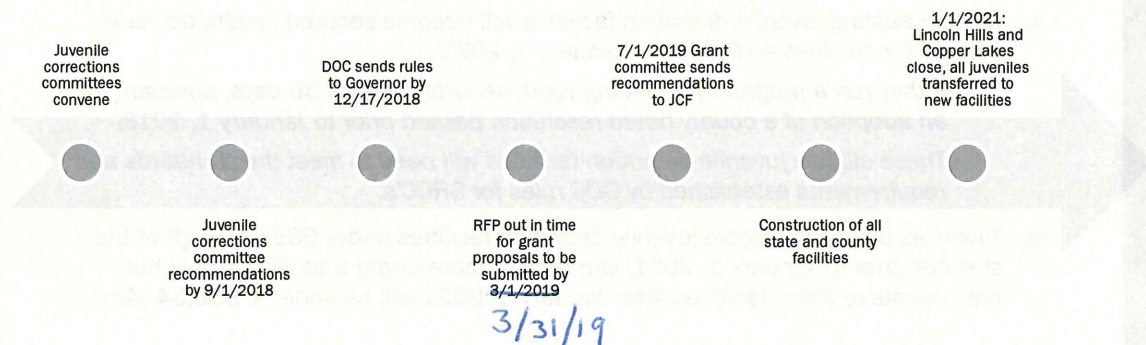 Juvenile
corrections
committees
convene
Juvenile
corrections
committee
recommendations
by 9/1/2018
DOC sends rules
to Governor by
12/17/2018
RFP out in time
for grant
proposals to be
submitted by
3/1/2019
3/31/19
7/1/2019 Grant
committee sends
recommendations
to JCF
Construction of all
state and county
facilities
1/1/2021:
Lincoln Hills and
Copper Lakes
close, all juveniles
transferred to
new facilities